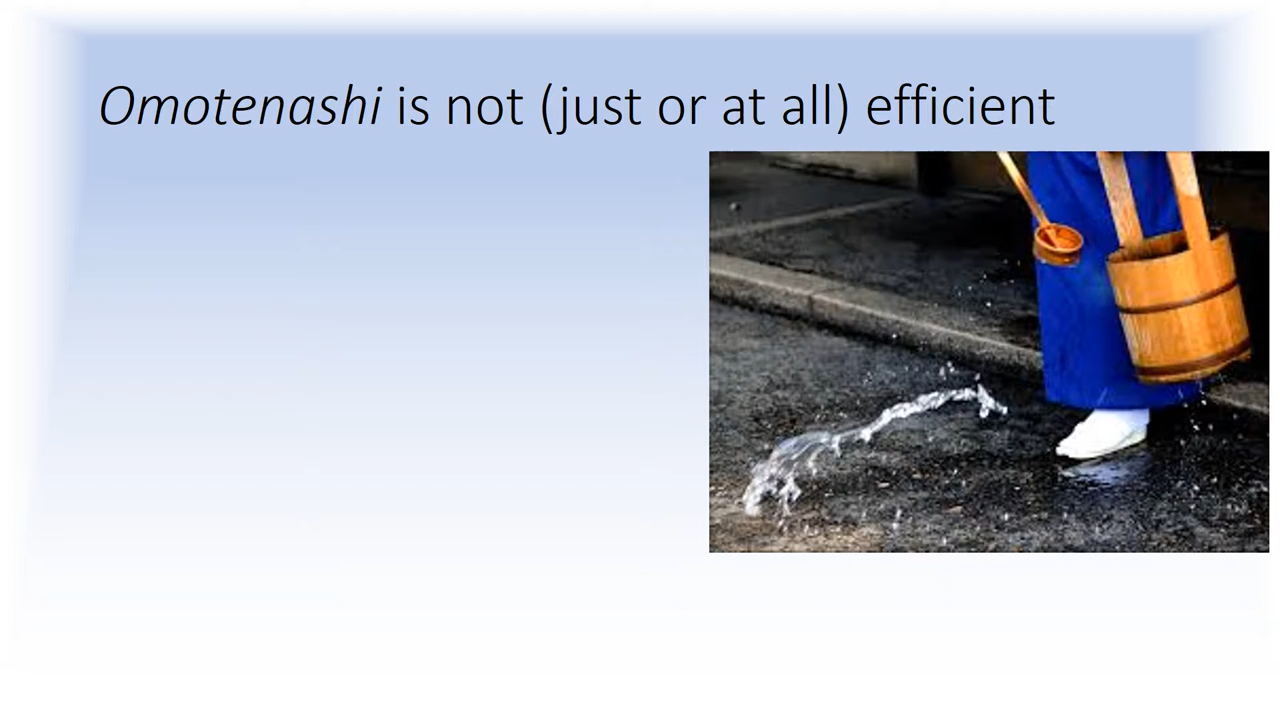 Omotenashi is not (just or at all) efficient